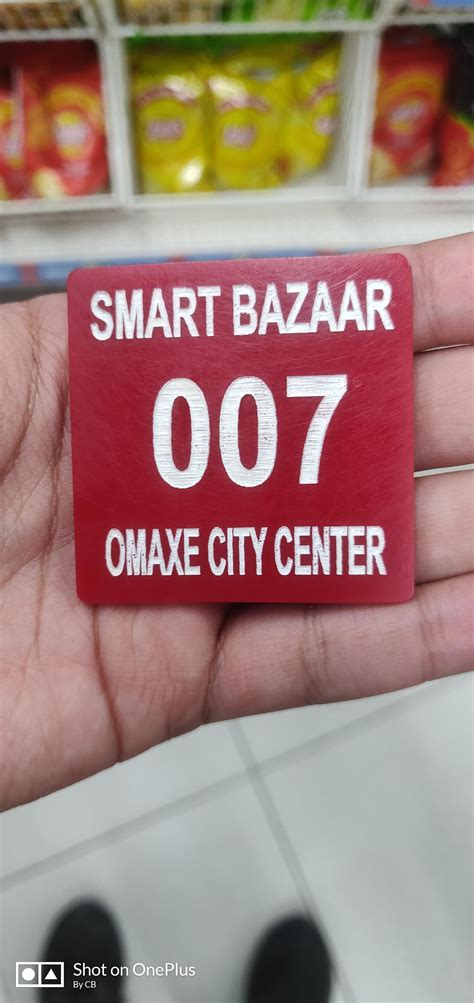 SMART BAZAAR
007
OMAXE CITY CENTER
Shot on OnePlus
By CB